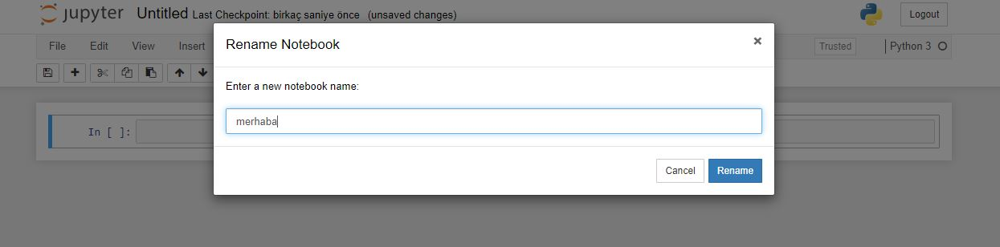 jupyter Untitled Last Checkpoint: birkaç saniye önce (unsaved changes) Logout
Rename Notebook ×
File Edit View Insert Trusted Python 3
Enter a new notebook name:
merhaba
In [ ]:
Cancel Rename